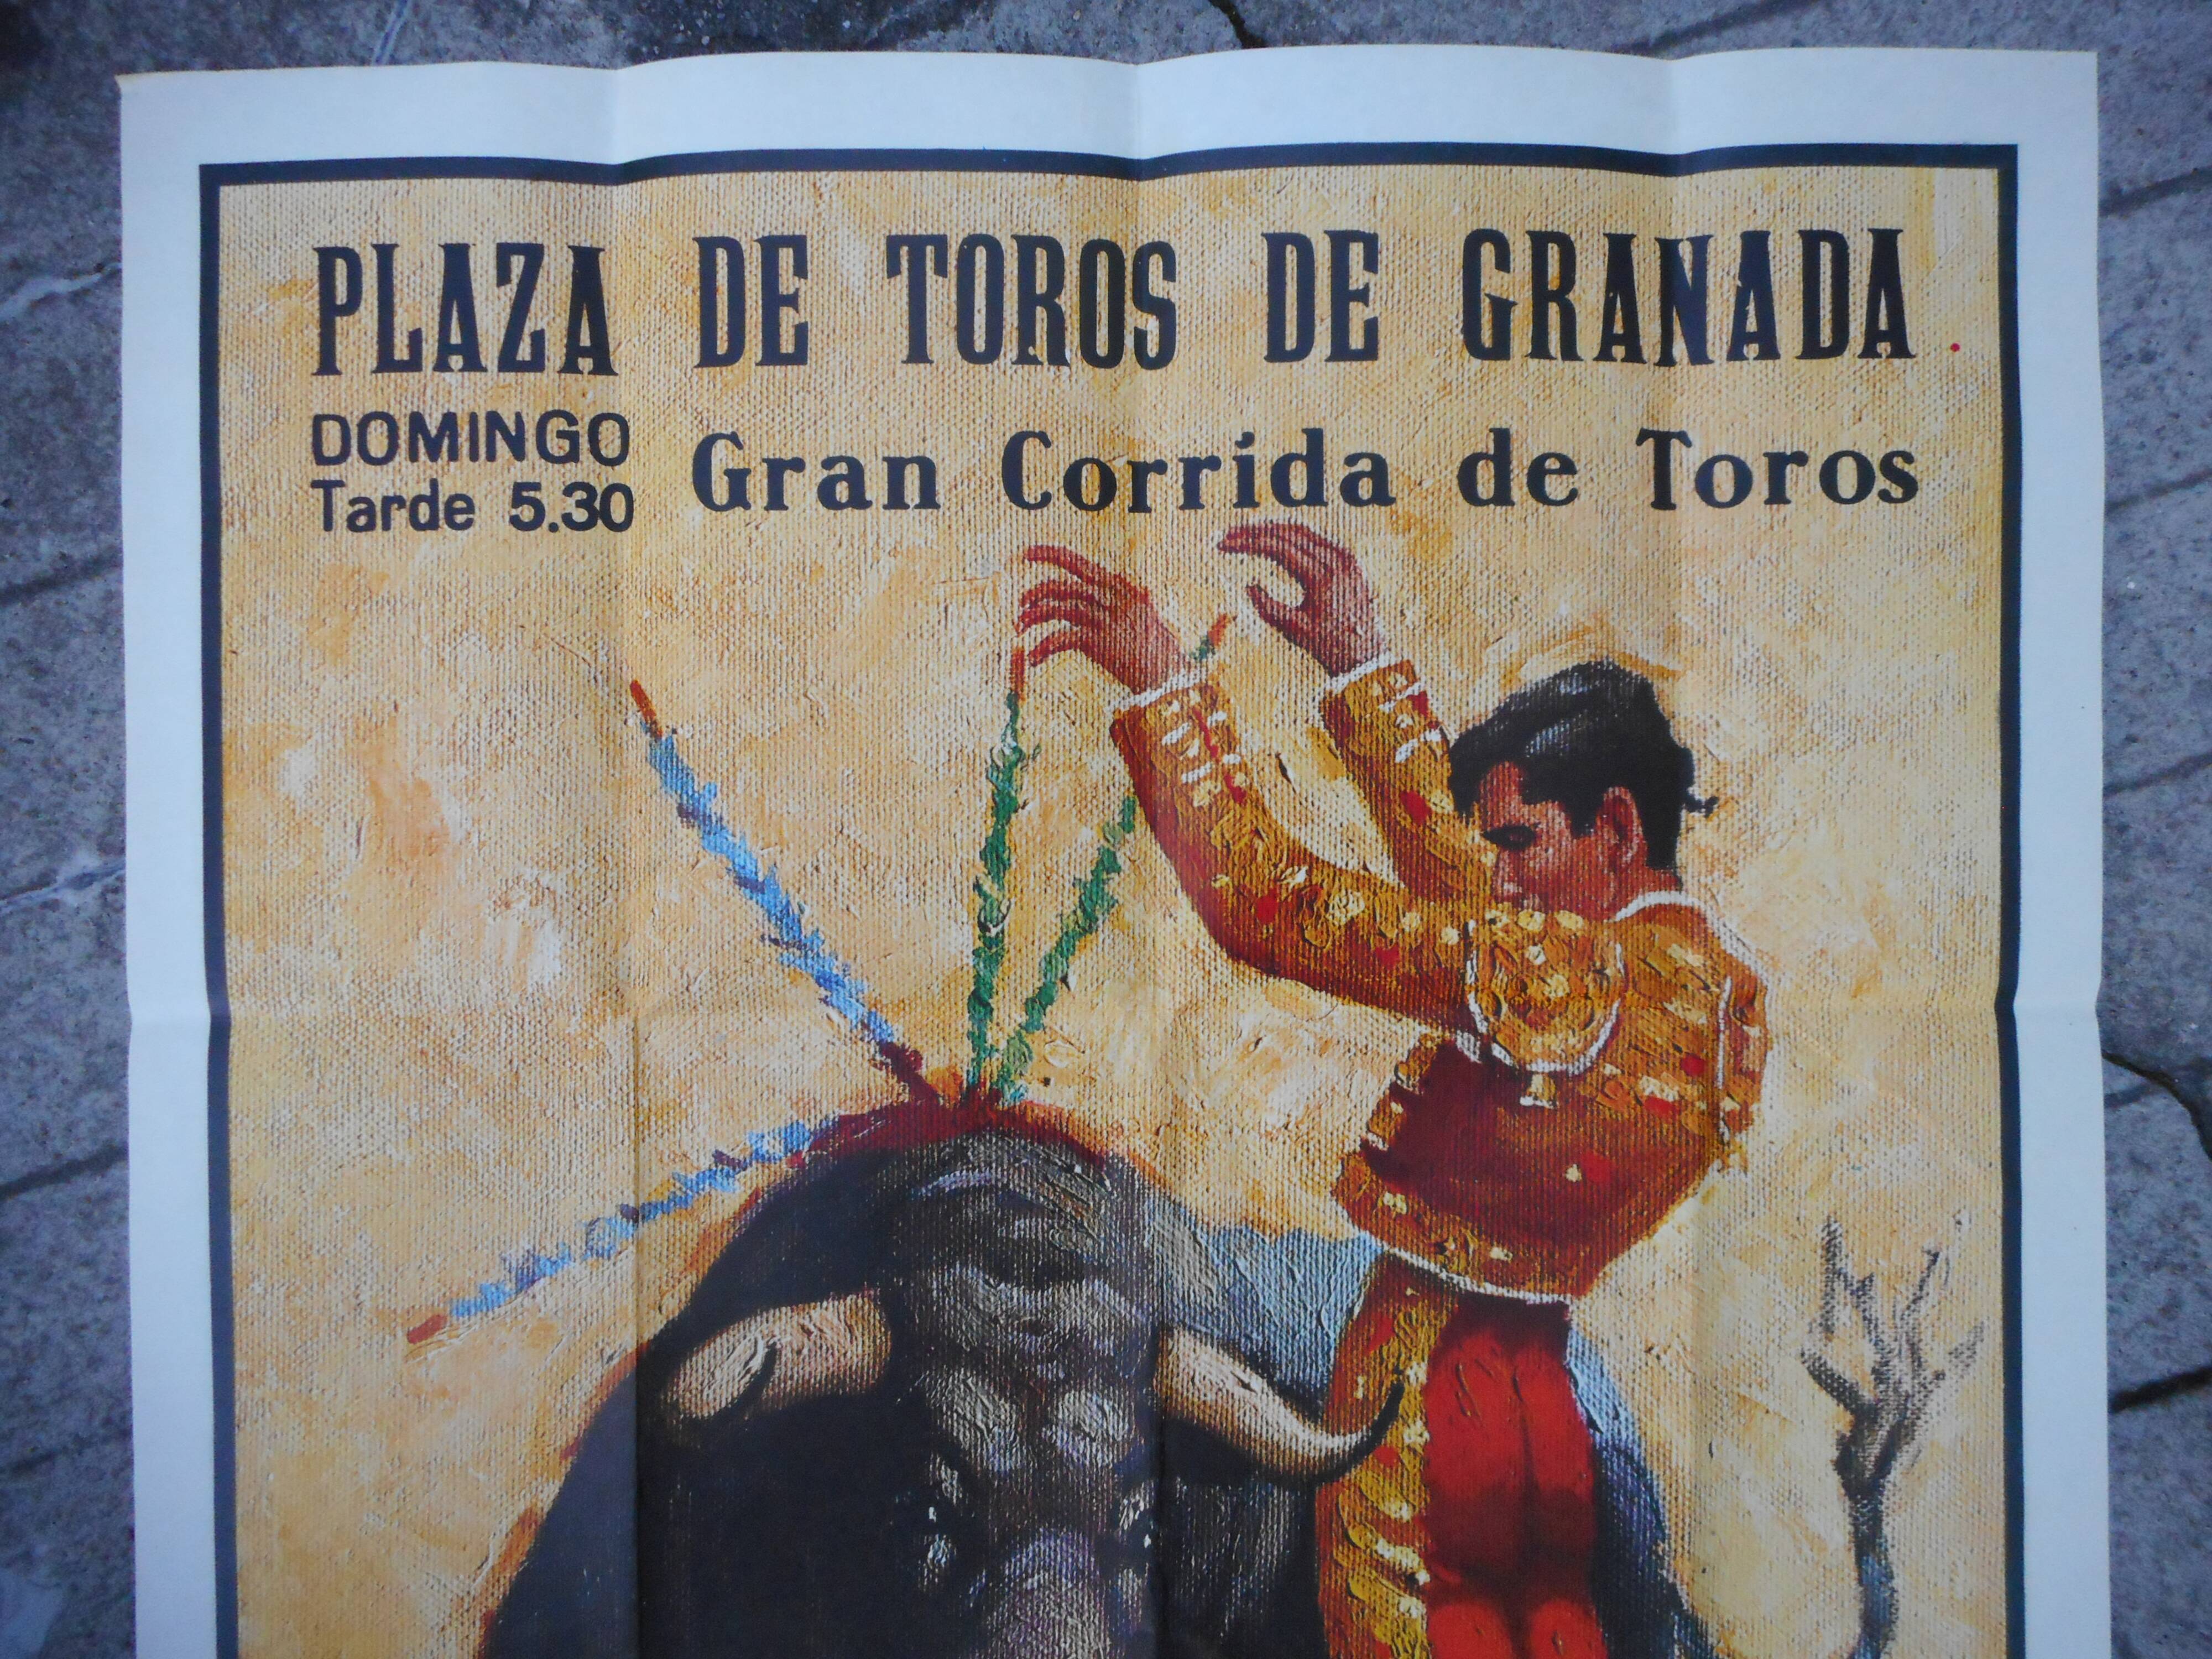 PLAZA DE TOROS DE GRANADA
DOMINGO
Tarde 5.30
Gran Corrida de Toros